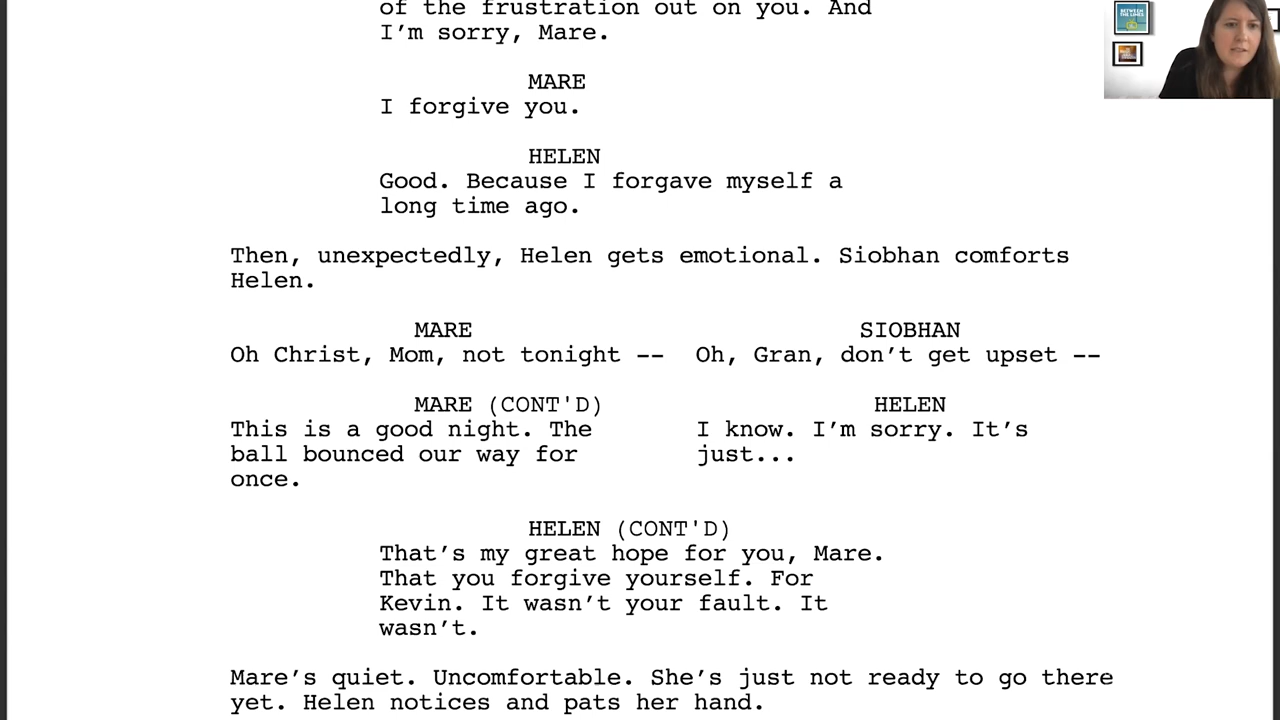 of the frustration out on you. And
I'm sorry, Mare.
MARE
I forgive you.
HELEN
Good. Because I forgave myself a
long time ago.
Then, unexpectedly, Helen gets emotional. Siobhan comforts
Helen.
MARE
Oh Christ, Mom, not tonight --
SIOBHAN
Oh, Gran, don't get upset --
MARE (CONT'D)
This is a good night. The
ball bounced our way for
once.
HELEN
I know. I'm sorry. It's
just...
HELEN (CONT'D)
That's my great hope for you, Mare.
That you forgive yourself. For
Kevin. It wasn't your fault. It
wasn't.
Mare's quiet. Uncomfortable. She's just not ready to go there
yet. Helen notices and pats her hand.
BETWEEN
THE LINES